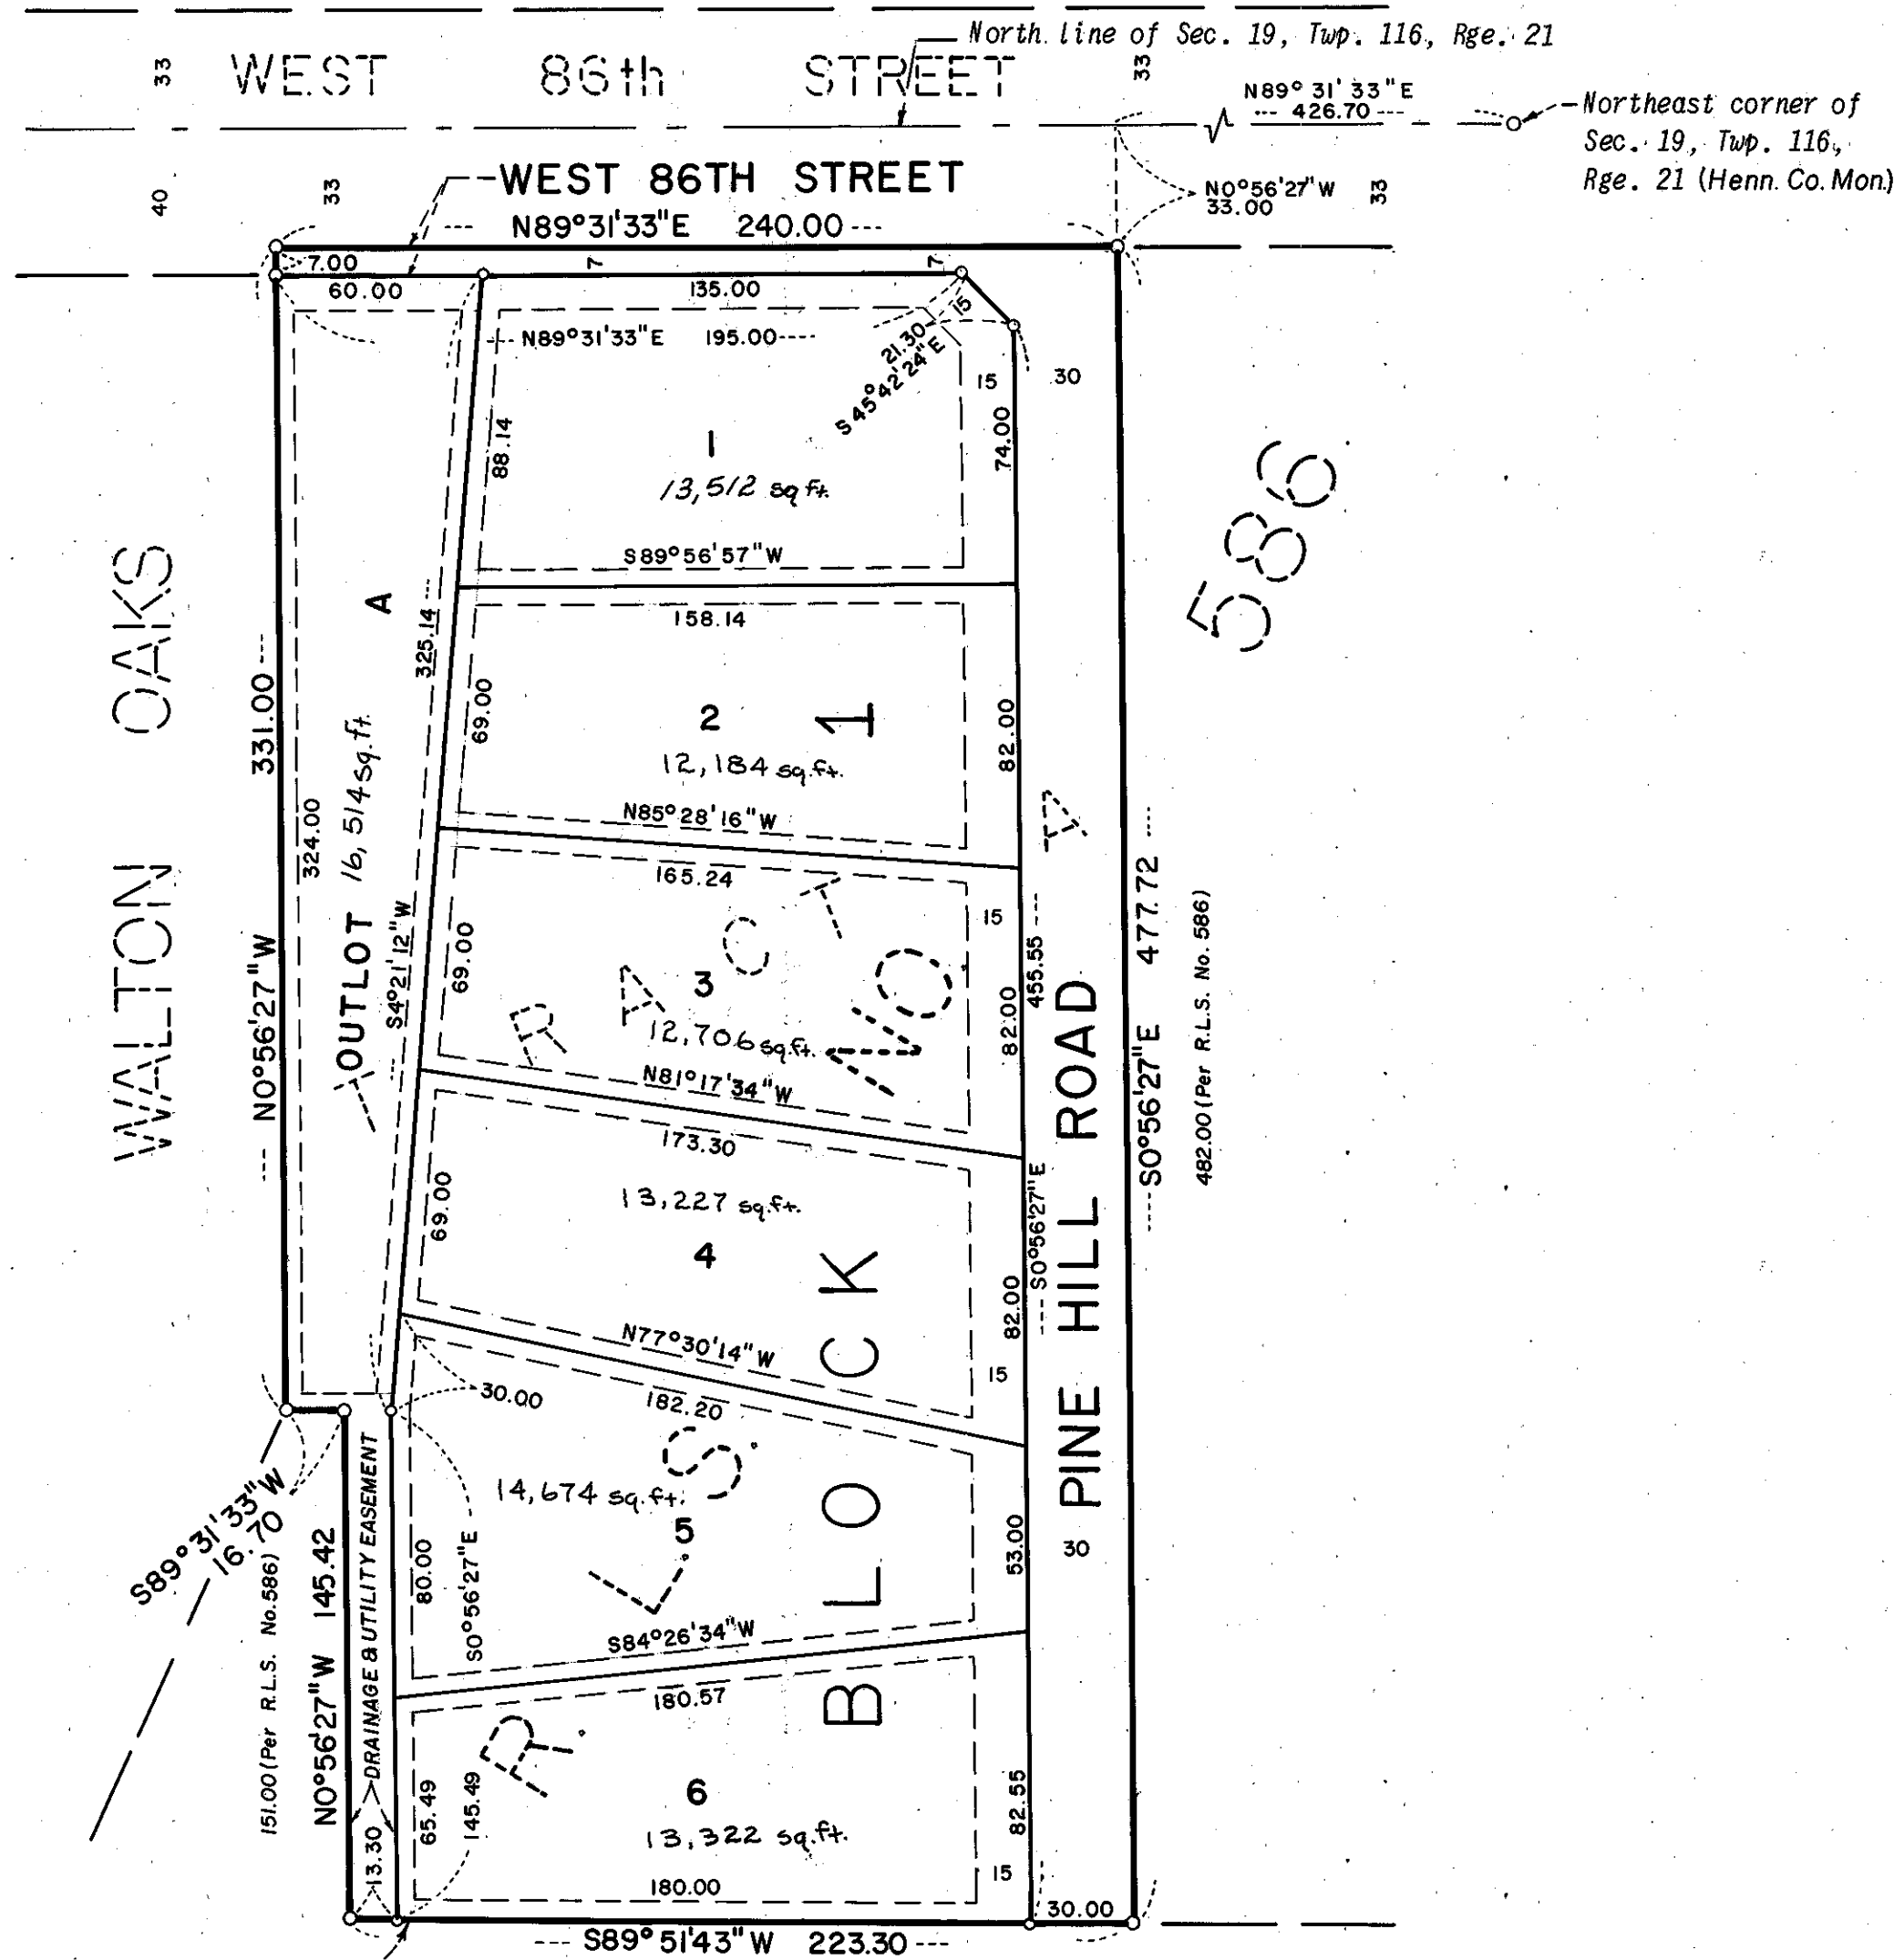 North line of Sec. 19, Twp. 116, Rge. 21
33
WEST 86th STREET
33
N89°31'33"E
--- 426.70 ---
Northeast corner of
Sec. 19, Twp. 116,
Rge. 21 (Henn. Co. Mon.)
40
33
WEST 86TH STREET
N0°56'27"W
33.00
33
--- N89°31'33"E 240.00 ---
7.00
7
7
60.00
135.00
15
--- N89°31'33"E 195.00 ----
21.30
S45°42'24"E
15
30
88.14
74.00
1
13,512 sq.ft.
586
S89°56'57"W
158.14
WALTON OAKS
N0°56'27"W 331.00
324.00
OUTLOT A
16,514 sq.ft.
325.14
S4°21'12"W
69.00
2
12,184 sq.ft.
1
82.00
N85°28'16"W
165.24
TRACT A
15
69.00
3
12,706 sq.ft.
NO.
82.00
455.55
S0°56'27"E 477.72
482.00 (Per R.L.S. No. 586)
N81°17'34"W
173.30
69.00
13,227 sq.ft.
4
82.00
S0°56'27"E
PINE HILL ROAD
N77°30'14"W
15
30.00
182.20
S89°31'33"W
16.70
14,674 sq.ft.
5
R.L.S.
BLOCK
80.00
S0°56'27"E
53.00
30
151.00 (Per R.L.S. No. 586)
N0°56'27"W 145.42
DRAINAGE & UTILITY EASEMENT
S84°26'34"W
180.57
65.49
145.49
6
13,322 sq.ft.
82.55
15
13.30
180.00
30.00
--- S89°51'43"W 223.30 ---